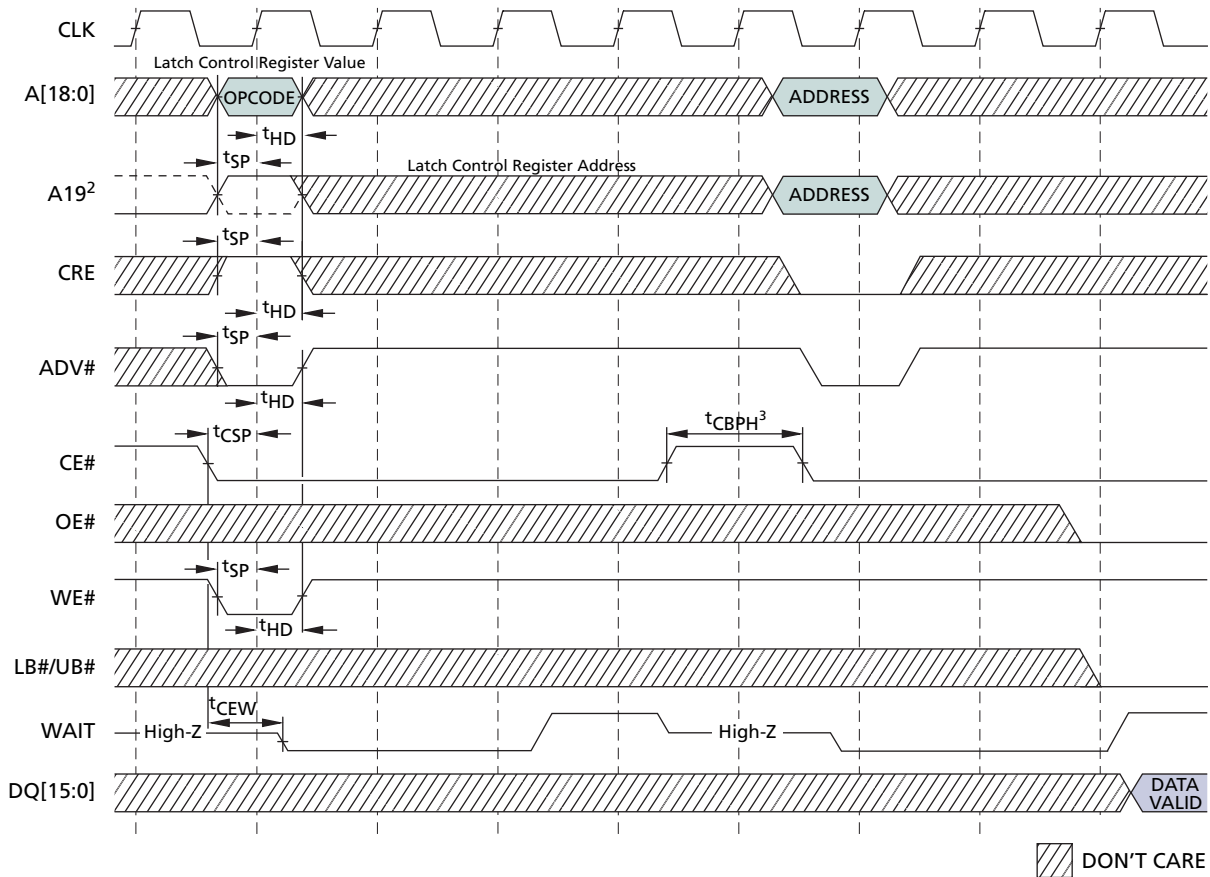 CLK
Latch Control Register Value
A[18:0]
OPCODE
ADDRESS
tHD
tSP
Latch Control Register Address
A19²
ADDRESS
tSP
CRE
tHD
tSP
ADV#
tHD
tCSP
tCBPH³
CE#
OE#
tSP
WE#
tHD
LB#/UB#
tCEW
WAIT
High-Z
High-Z
DQ[15:0]
DATA
VALID
DON'T CARE